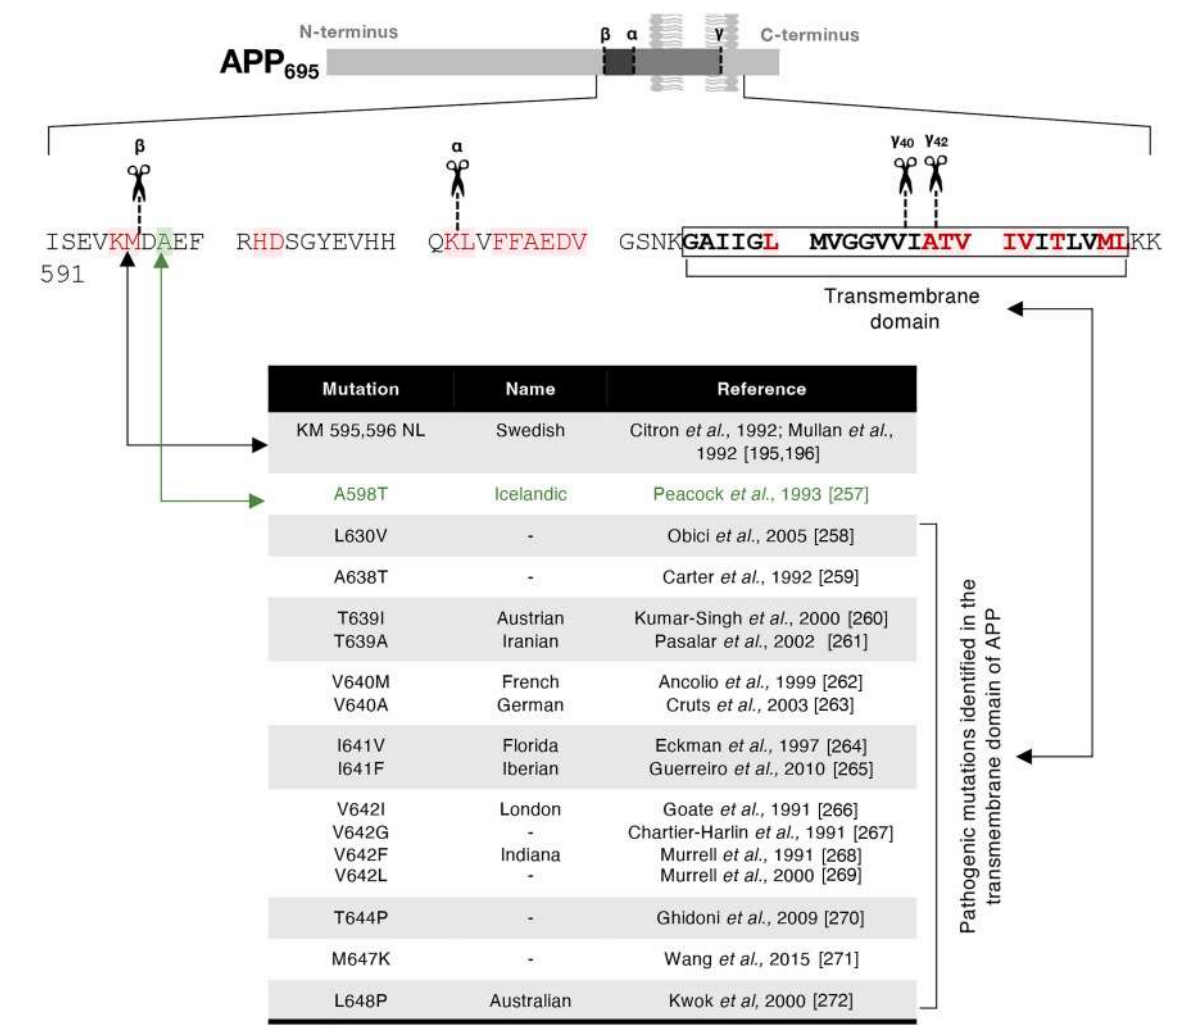 N-terminus β α γ C-terminus
APP695
β α γ40 γ42
ISEVKMDAEF RHDSGYEVHH QKLVFFAEDV GSNKGAIIGL MVGGVVIATV IVITLVMLKK
591
Transmembrane
domain
Mutation Name Reference
KM 595,596 NL Swedish Citron et al., 1992; Mullan et al.,
1992 [195,196]
A598T Icelandic Peacock et al., 1993 [257]
L630V - Obici et al., 2005 [258]
A638T - Carter et al., 1992 [259]
T639I Austrian Kumar-Singh et al., 2000 [260]
T639A Iranian Pasalar et al., 2002 [261]
V640M French Ancolio et al., 1999 [262]
V640A German Cruts et al., 2003 [263]
I641V Florida Eckman et al., 1997 [264]
I641F Iberian Guerreiro et al., 2010 [265]
V642I London Goate et al., 1991 [266]
V642G - Chartier-Harlin et al., 1991 [267]
V642F Indiana Murrell et al., 1991 [268]
V642L - Murrell et al., 2000 [269]
T644P - Ghidoni et al., 2009 [270]
M647K - Wang et al., 2015 [271]
L648P Australian Kwok et al, 2000 [272]
Pathogenic mutations identified in the
transmembrane domain of APP